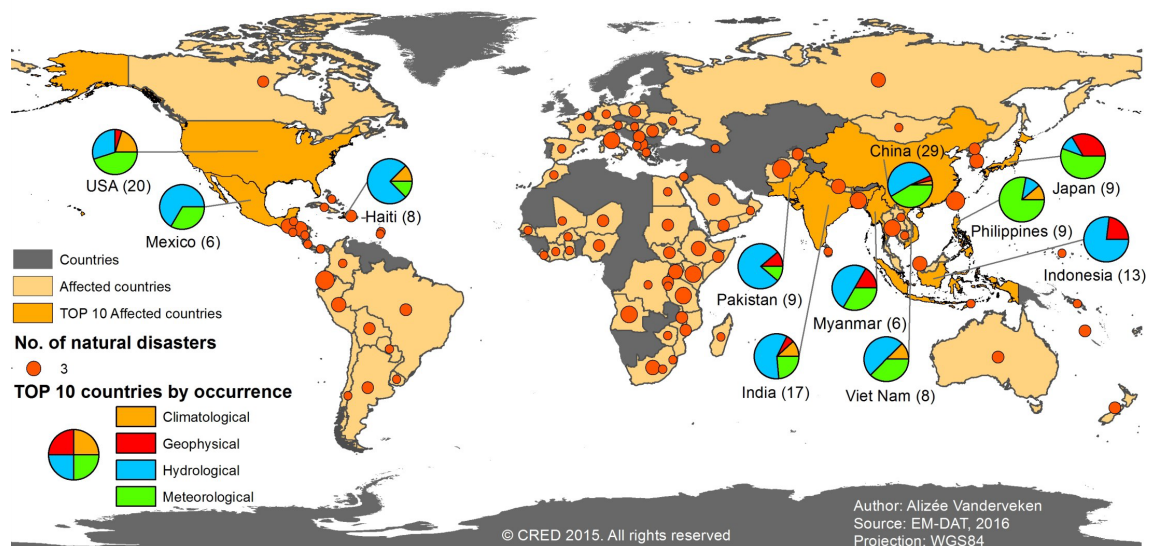 USA (20)
Mexico (6)
Haiti (8)
China (29)
Japan (9)
Philippines (9)
Indonesia (13)
Pakistan (9)
Myanmar (6)
India (17)
Viet Nam (8)
Countries
Affected countries
TOP 10 Affected countries
No. of natural disasters
3
TOP 10 countries by occurrence
Climatological
Geophysical
Hydrological
Meteorological
© CRED 2015. All rights reserved
Author: Alizée Vanderveken
Source: EM-DAT, 2016
Projection: WGS84